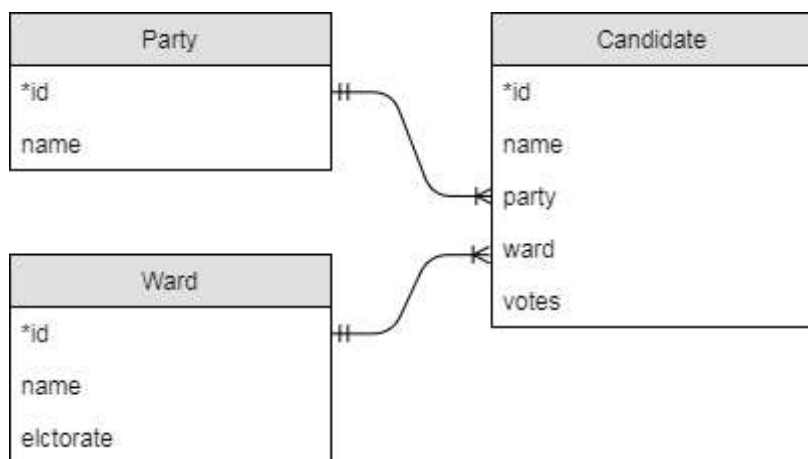 Party
*id
name
Candidate
*id
name
party
ward
votes
Ward
*id
name
elctorate